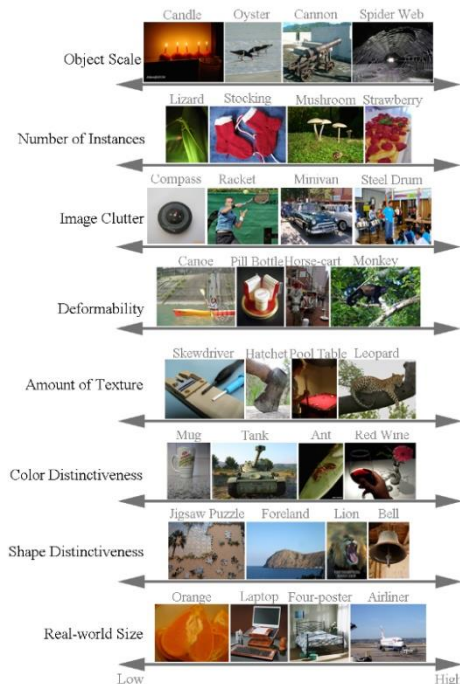 Candle Oyster Cannon Spider Web
Object Scale
Lizard Stocking Mushroom Strawberry
Number of Instances
Compass Racket Minivan Steel Drum
Image Clutter
Canoe Pill Bottle Horse-cart Monkey
Deformability
Skewdriver Hatchet Pool Table Leopard
Amount of Texture
Mug Tank Ant Red Wine
Color Distinctiveness
Jigsaw Puzzle Foreland Lion Bell
Shape Distinctiveness
Orange Laptop Four-poster Airliner
Real-world Size
Low High